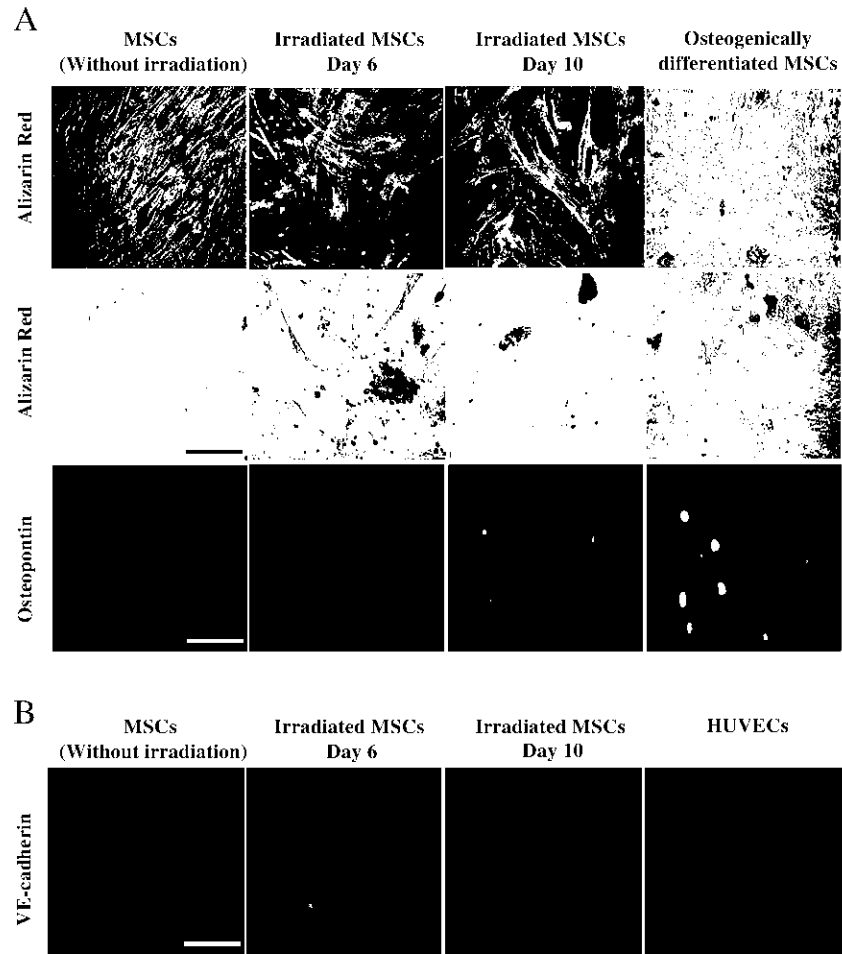 A
MSCs
(Without irradiation)
Irradiated MSCs
Day 6
Irradiated MSCs
Day 10
Osteogenically
differentiated MSCs
Alizarin Red
Alizarin Red
Osteopontin
B
MSCs
(Without irradiation)
Irradiated MSCs
Day 6
Irradiated MSCs
Day 10
HUVECs
VE-cadherin